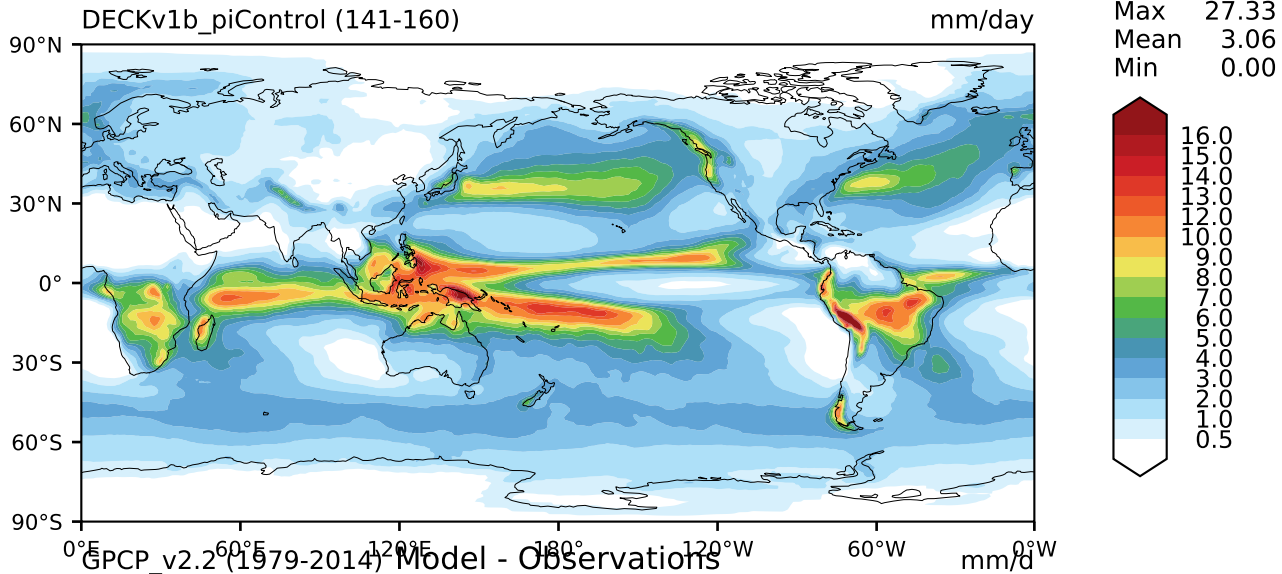 DECKv1b_piControl (141-160) mm/day
Max 27.33
Mean 3.06
Min 0.00
90°N
60°N
30°N
0°
30°S
60°S
90°S
0°E 60°E 120°E 180° 120°W 60°W 0°W
16.0
15.0
14.0
13.0
12.0
10.0
9.0
8.0
7.0
6.0
5.0
4.0
3.0
2.0
1.0
0.5
GPCP_v2.2 (1979-2014) Model - Observations mm/d